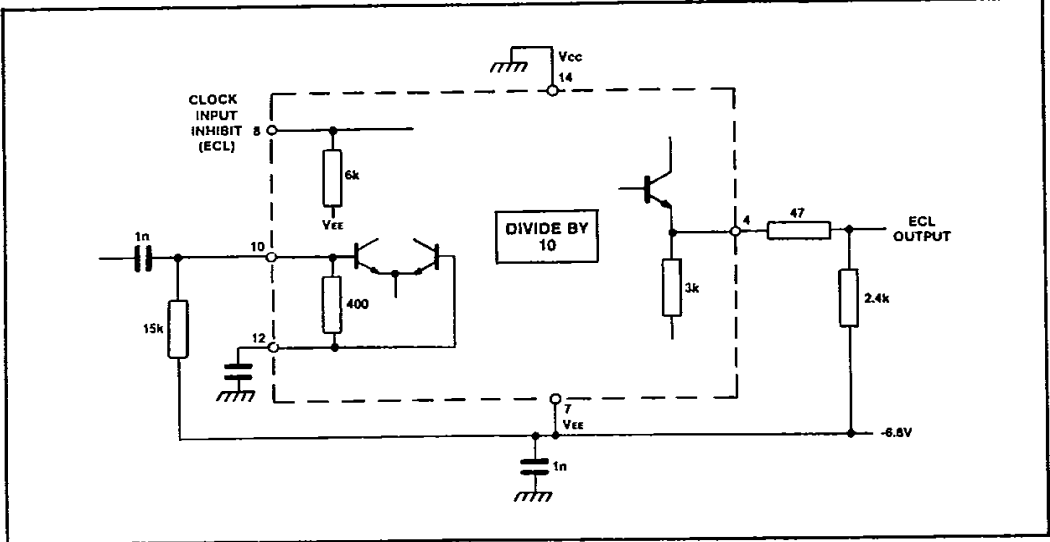 Vcc
14
CLOCK
INPUT
INHIBIT
(ECL)
8
6k
VEE
1n
10
400
15k
12
DIVIDE BY
10
4
47
ECL
OUTPUT
3k
2.4k
7
VEE
-6.8V
1n